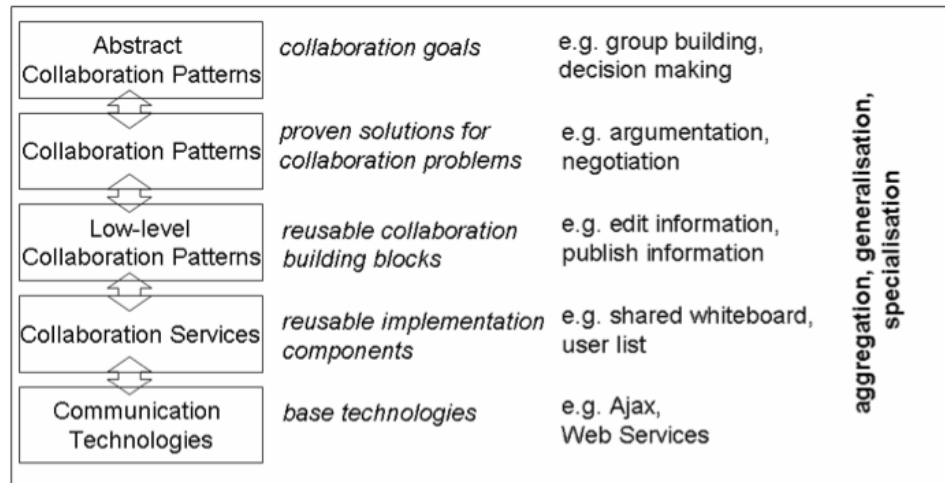 Abstract
Collaboration Patterns
collaboration goals
e.g. group building,
decision making
Collaboration Patterns
proven solutions for
collaboration problems
e.g. argumentation,
negotiation
Low-level
Collaboration Patterns
reusable collaboration
building blocks
e.g. edit information,
publish information
Collaboration Services
reusable implementation
components
e.g. shared whiteboard,
user list
Communication
Technologies
base technologies
e.g. Ajax,
Web Services
aggregation, generalisation,
specialisation